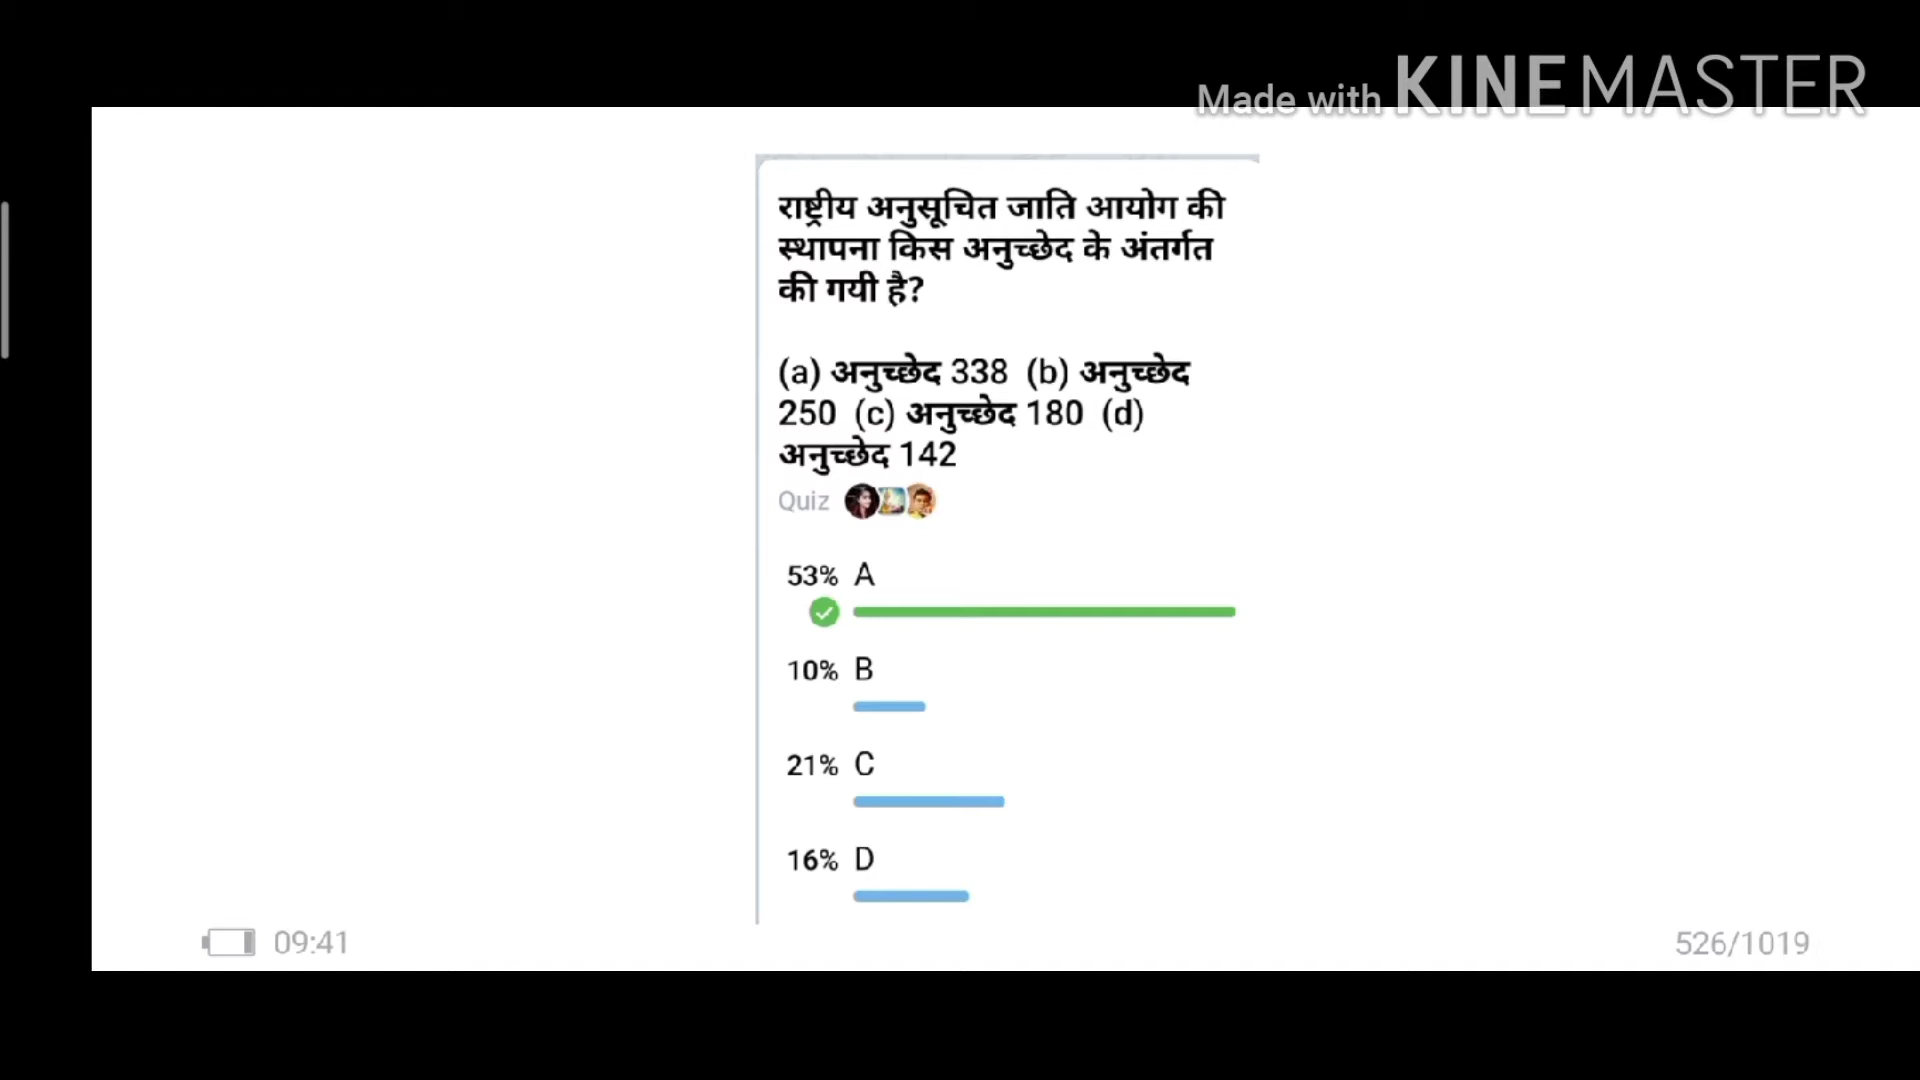 Made with KINEMASTER
राष्ट्रीय अनुसूचित जाति आयोग की
स्थापना किस अनुच्छेद के अंतर्गत
की गयी है?
(a) अनुच्छेद 338 (b) अनुच्छेद
250 (c) अनुच्छेद 180 (d)
अनुच्छेद 142
Quiz
53% A
10% B
21% C
16% D
09:41
526/1019